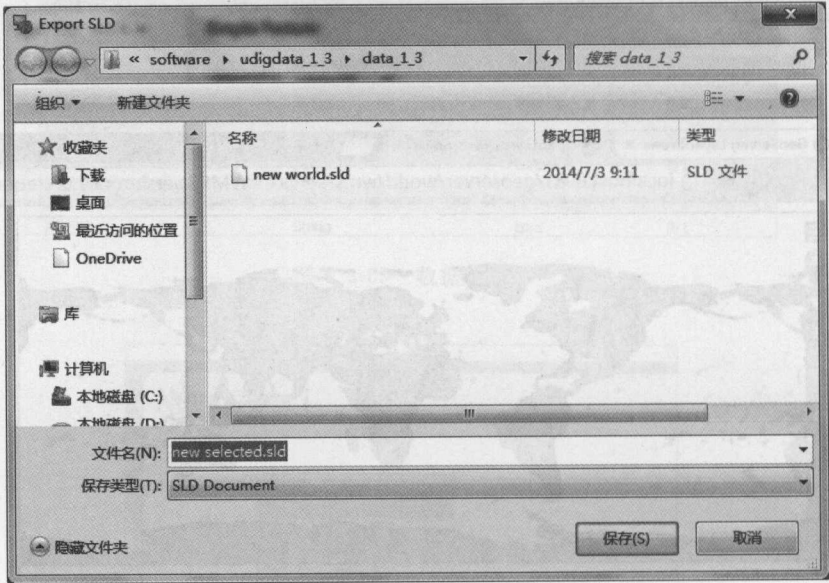 Export SLD
« software ▸ udigdata_1_3 ▸ data_1_3
搜索 data_1_3
组织 ▾ 新建文件夹
收藏夹
下载
桌面
最近访问的位置
OneDrive
库
计算机
本地磁盘 (C:)
本地磁盘 (D:)
名称 修改日期 类型
new world.sld 2014/7/3 9:11 SLD 文件
文件名(N): new selected.sld
保存类型(T): SLD Document
隐藏文件夹
保存(S)
取消